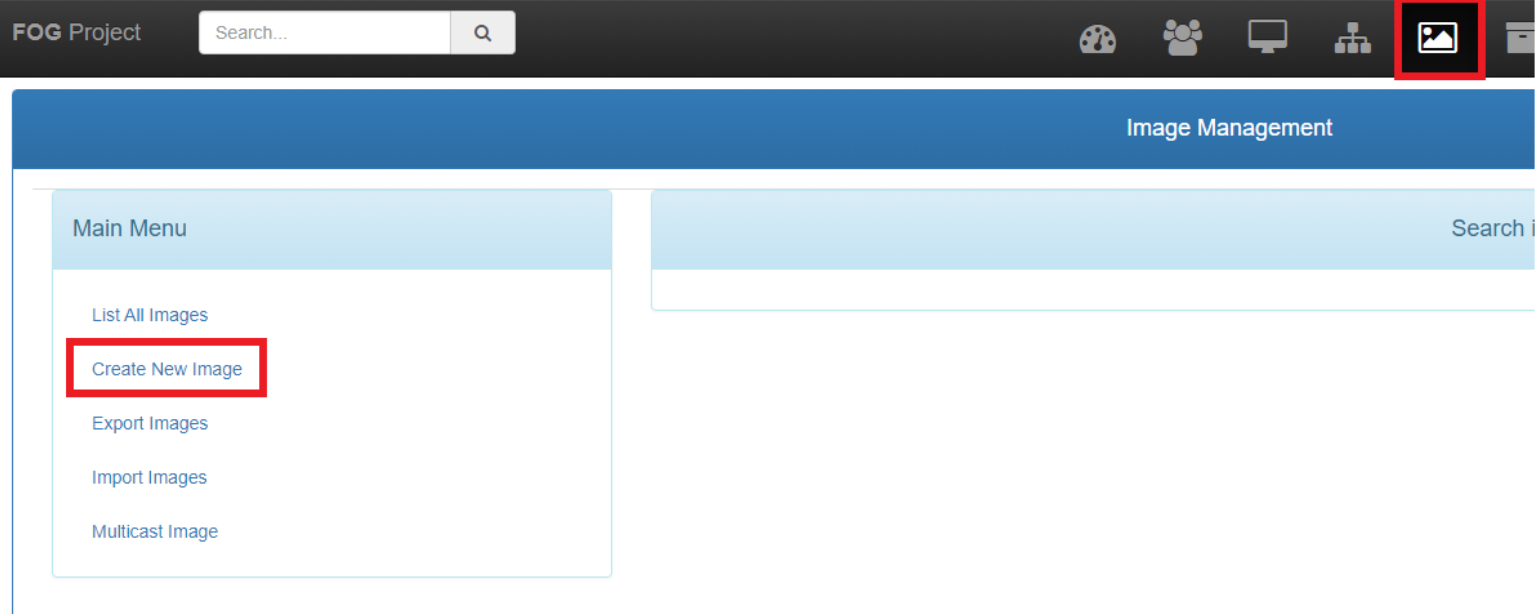 FOG Project
Search...
Image Management
Main Menu
Search i
List All Images
Create New Image
Export Images
Import Images
Multicast Image